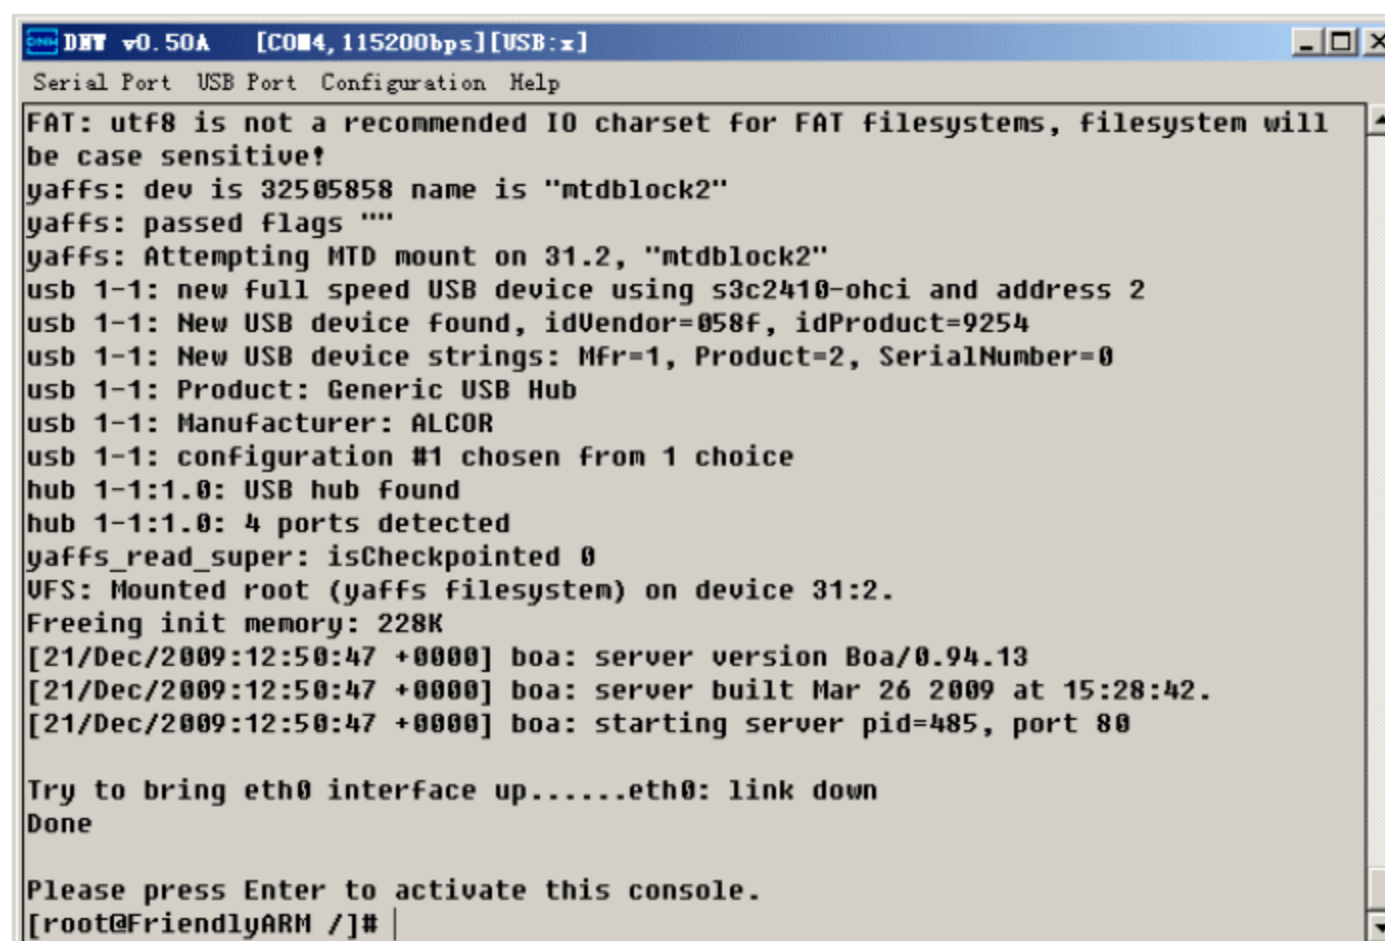 DNW v0.50A [COM4,115200bps][USB:x]
Serial Port USB Port Configuration Help
FAT: utf8 is not a recommended IO charset for FAT filesystems, filesystem will
be case sensitive!
yaffs: dev is 32505858 name is "mtdblock2"
yaffs: passed flags ""
yaffs: Attempting MTD mount on 31.2, "mtdblock2"
usb 1-1: new full speed USB device using s3c2410-ohci and address 2
usb 1-1: New USB device found, idVendor=058f, idProduct=9254
usb 1-1: New USB device strings: Mfr=1, Product=2, SerialNumber=0
usb 1-1: Product: Generic USB Hub
usb 1-1: Manufacturer: ALCOR
usb 1-1: configuration #1 chosen from 1 choice
hub 1-1:1.0: USB hub found
hub 1-1:1.0: 4 ports detected
yaffs_read_super: isCheckpointed 0
VFS: Mounted root (yaffs filesystem) on device 31:2.
Freeing init memory: 228K
[21/Dec/2009:12:50:47 +0000] boa: server version Boa/0.94.13
[21/Dec/2009:12:50:47 +0000] boa: server built Mar 26 2009 at 15:28:42.
[21/Dec/2009:12:50:47 +0000] boa: starting server pid=485, port 80
Try to bring eth0 interface up......eth0: link down
Done
Please press Enter to activate this console.
[root@FriendlyARM /]#